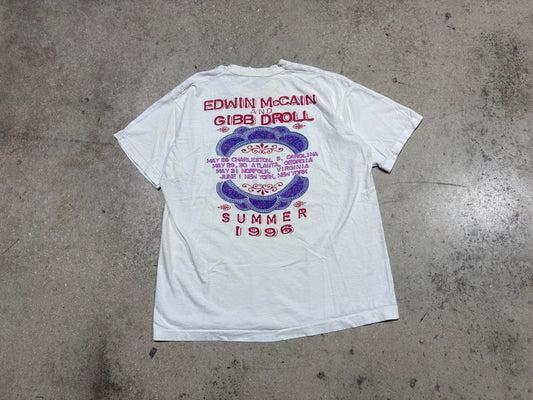 EDWIN McCAIN
AND
GIBB DROLL
MAY 28 CHARLESTON, S. CAROLINA
MAY 29, 30 ATLANTA, GEORGIA
MAY 31 NORFOLK, VIRGINIA
JUNE 1 NEW YORK, NEW YORK
SUMMER
1996